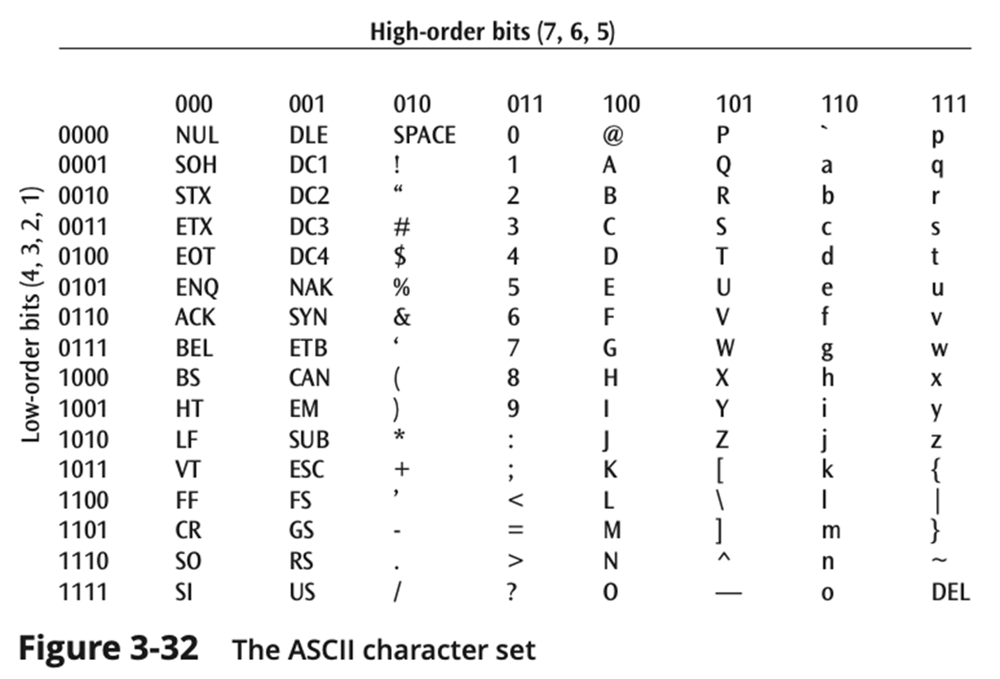 High-order bits (7, 6, 5)
000 001 010 011 100 101 110 111
Low-order bits (4, 3, 2, 1)
0000 NUL DLE SPACE 0 @ P ` p
0001 SOH DC1 ! 1 A Q a q
0010 STX DC2 “ 2 B R b r
0011 ETX DC3 # 3 C S c s
0100 EOT DC4 $ 4 D T d t
0101 ENQ NAK % 5 E U e u
0110 ACK SYN & 6 F V f v
0111 BEL ETB ‘ 7 G W g w
1000 BS CAN ( 8 H X h x
1001 HT EM ) 9 I Y i y
1010 LF SUB * : J Z j z
1011 VT ESC + ; K [ k {
1100 FF FS ’ < L \ l |
1101 CR GS - = M ] m }
1110 SO RS . > N ^ n ~
1111 SI US / ? O — o DEL
Figure 3-32 The ASCII character set